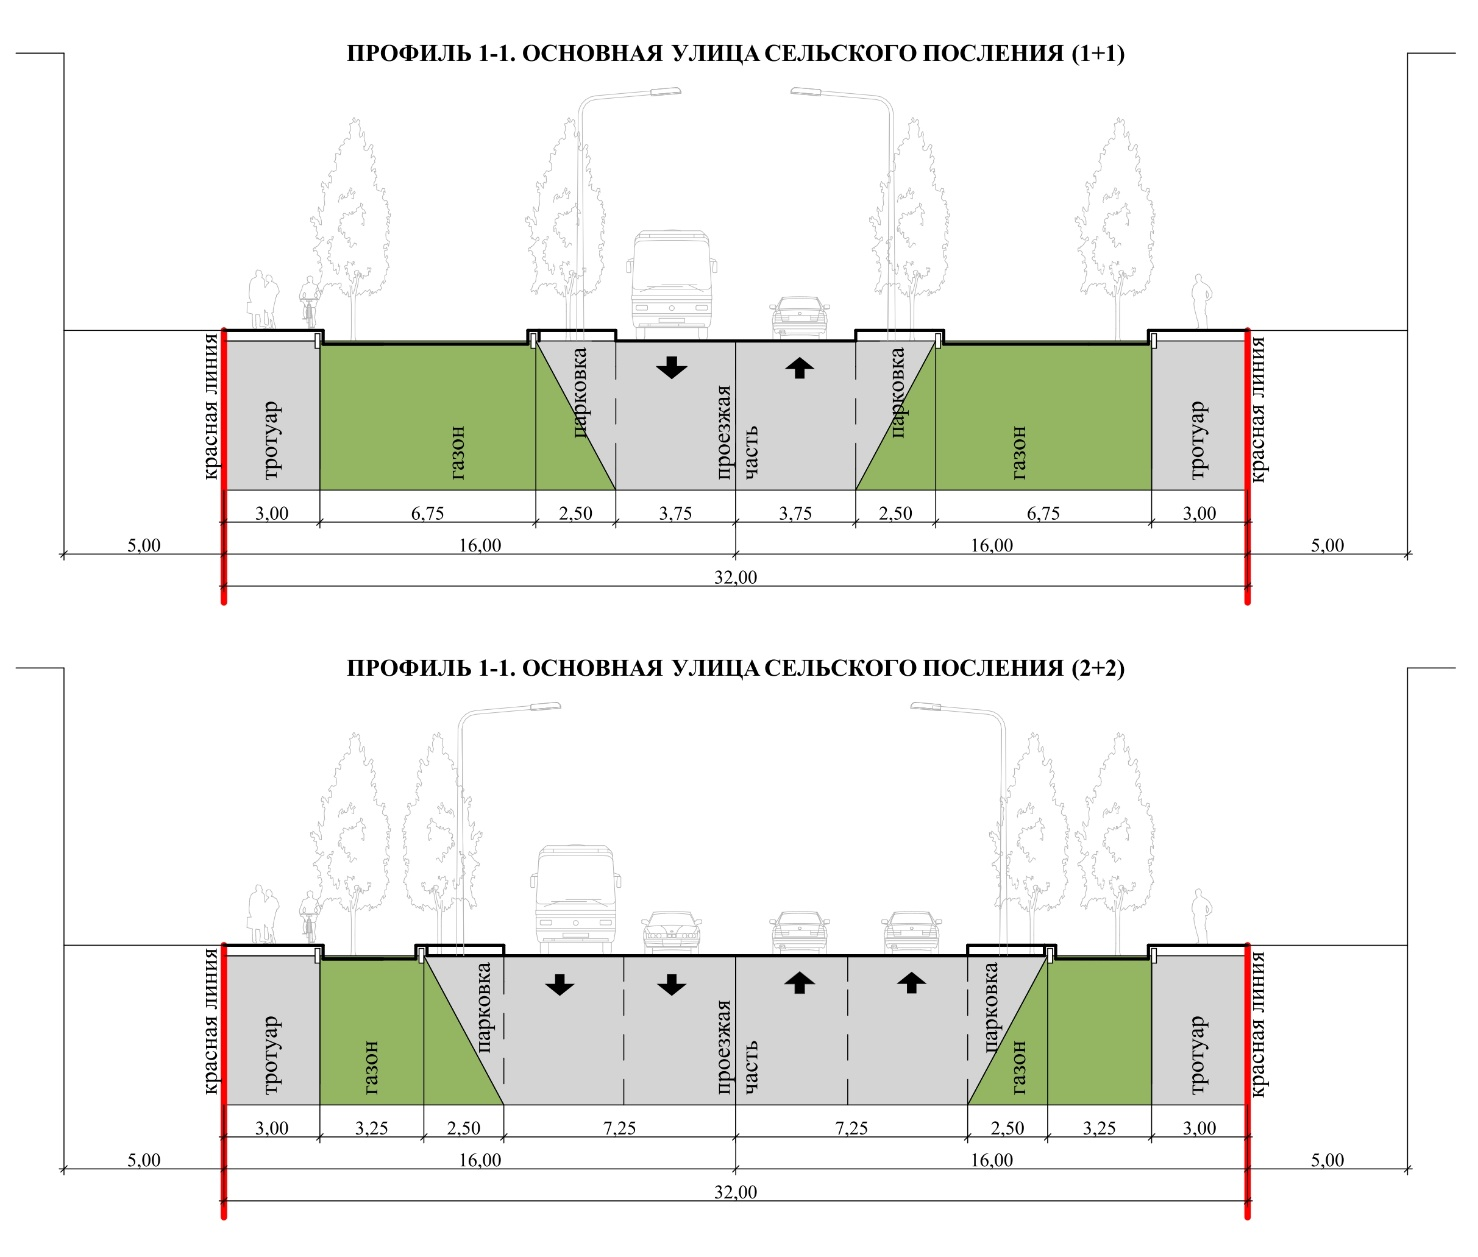 ПРОФИЛЬ 1-1. ОСНОВНАЯ УЛИЦА СЕЛЬСКОГО ПОСЛЕНИЯ (1+1)
красная линия
тротуар
газон
парковка
проезжая
часть
парковка
газон
тротуар
красная линия
3,00 6,75 2,50 3,75 3,75 2,50 6,75 3,00
5,00 16,00 16,00 5,00
32,00
ПРОФИЛЬ 1-1. ОСНОВНАЯ УЛИЦА СЕЛЬСКОГО ПОСЛЕНИЯ (2+2)
красная линия
тротуар
газон
парковка
проезжая
часть
парковка
газон
тротуар
красная линия
3,00 3,25 2,50 7,25 7,25 2,50 3,25 3,00
5,00 16,00 16,00 5,00
32,00